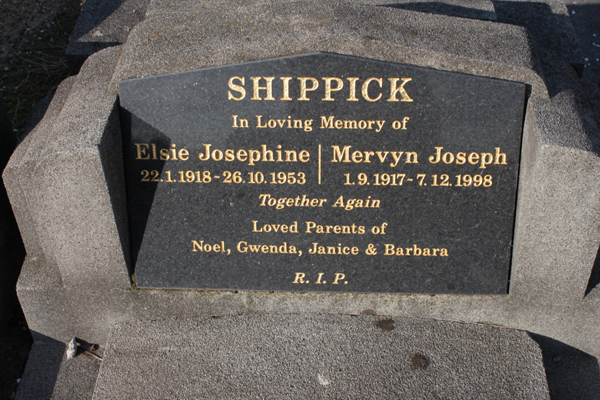 SHIPPICK
In Loving Memory of
Elsie Josephine | Mervyn Joseph
22.1.1918~26.10.1953 | 1.9.1917~7.12.1998
Together Again
Loved Parents of
Noel, Gwenda, Janice & Barbara
R.I.P.